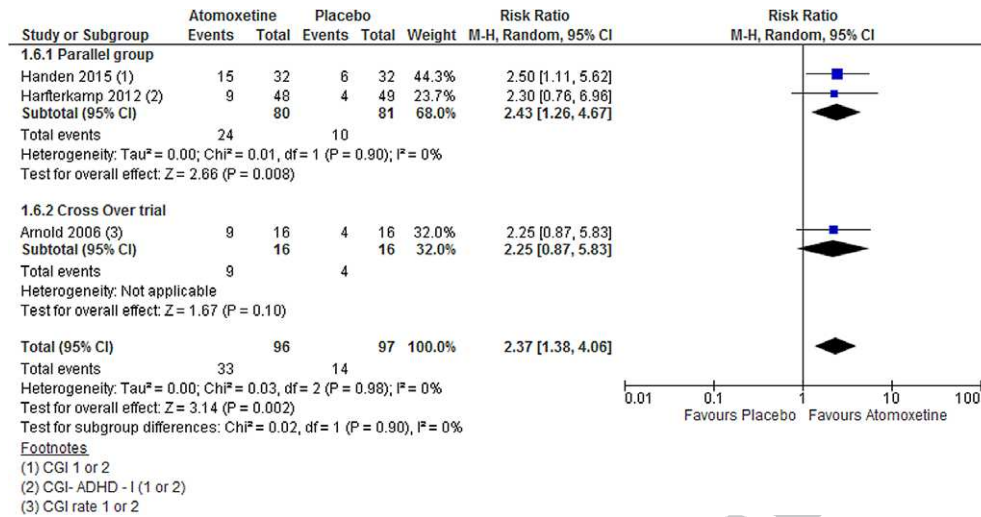 Atomoxetine Placebo Risk Ratio Risk Ratio
Study or Subgroup Events Total Events Total Weight M-H, Random, 95% CI M-H, Random, 95% CI
1.6.1 Parallel group
Handen 2015 (1) 15 32 6 32 44.3% 2.50 [1.11, 5.62]
Harfterkamp 2012 (2) 9 48 4 49 23.7% 2.30 [0.76, 6.96]
Subtotal (95% CI) 80 81 68.0% 2.43 [1.26, 4.67]
Total events 24 10
Heterogeneity: Tau² = 0.00; Chi² = 0.01, df = 1 (P = 0.90); I² = 0%
Test for overall effect: Z = 2.66 (P = 0.008)
1.6.2 Cross Over trial
Arnold 2006 (3) 9 16 4 16 32.0% 2.25 [0.87, 5.83]
Subtotal (95% CI) 16 16 32.0% 2.25 [0.87, 5.83]
Total events 9 4
Heterogeneity: Not applicable
Test for overall effect: Z = 1.67 (P = 0.10)
Total (95% CI) 96 97 100.0% 2.37 [1.38, 4.06]
Total events 33 14
Heterogeneity: Tau² = 0.00; Chi² = 0.03, df = 2 (P = 0.98); I² = 0%
Test for overall effect: Z = 3.14 (P = 0.002)
Test for subgroup differences: Chi² = 0.02, df = 1 (P = 0.90), I² = 0%
0.01 0.1 1 10 100
Favours Placebo Favours Atomoxetine
Footnotes
(1) CGI 1 or 2
(2) CGI- ADHD - I (1 or 2)
(3) CGI rate 1 or 2